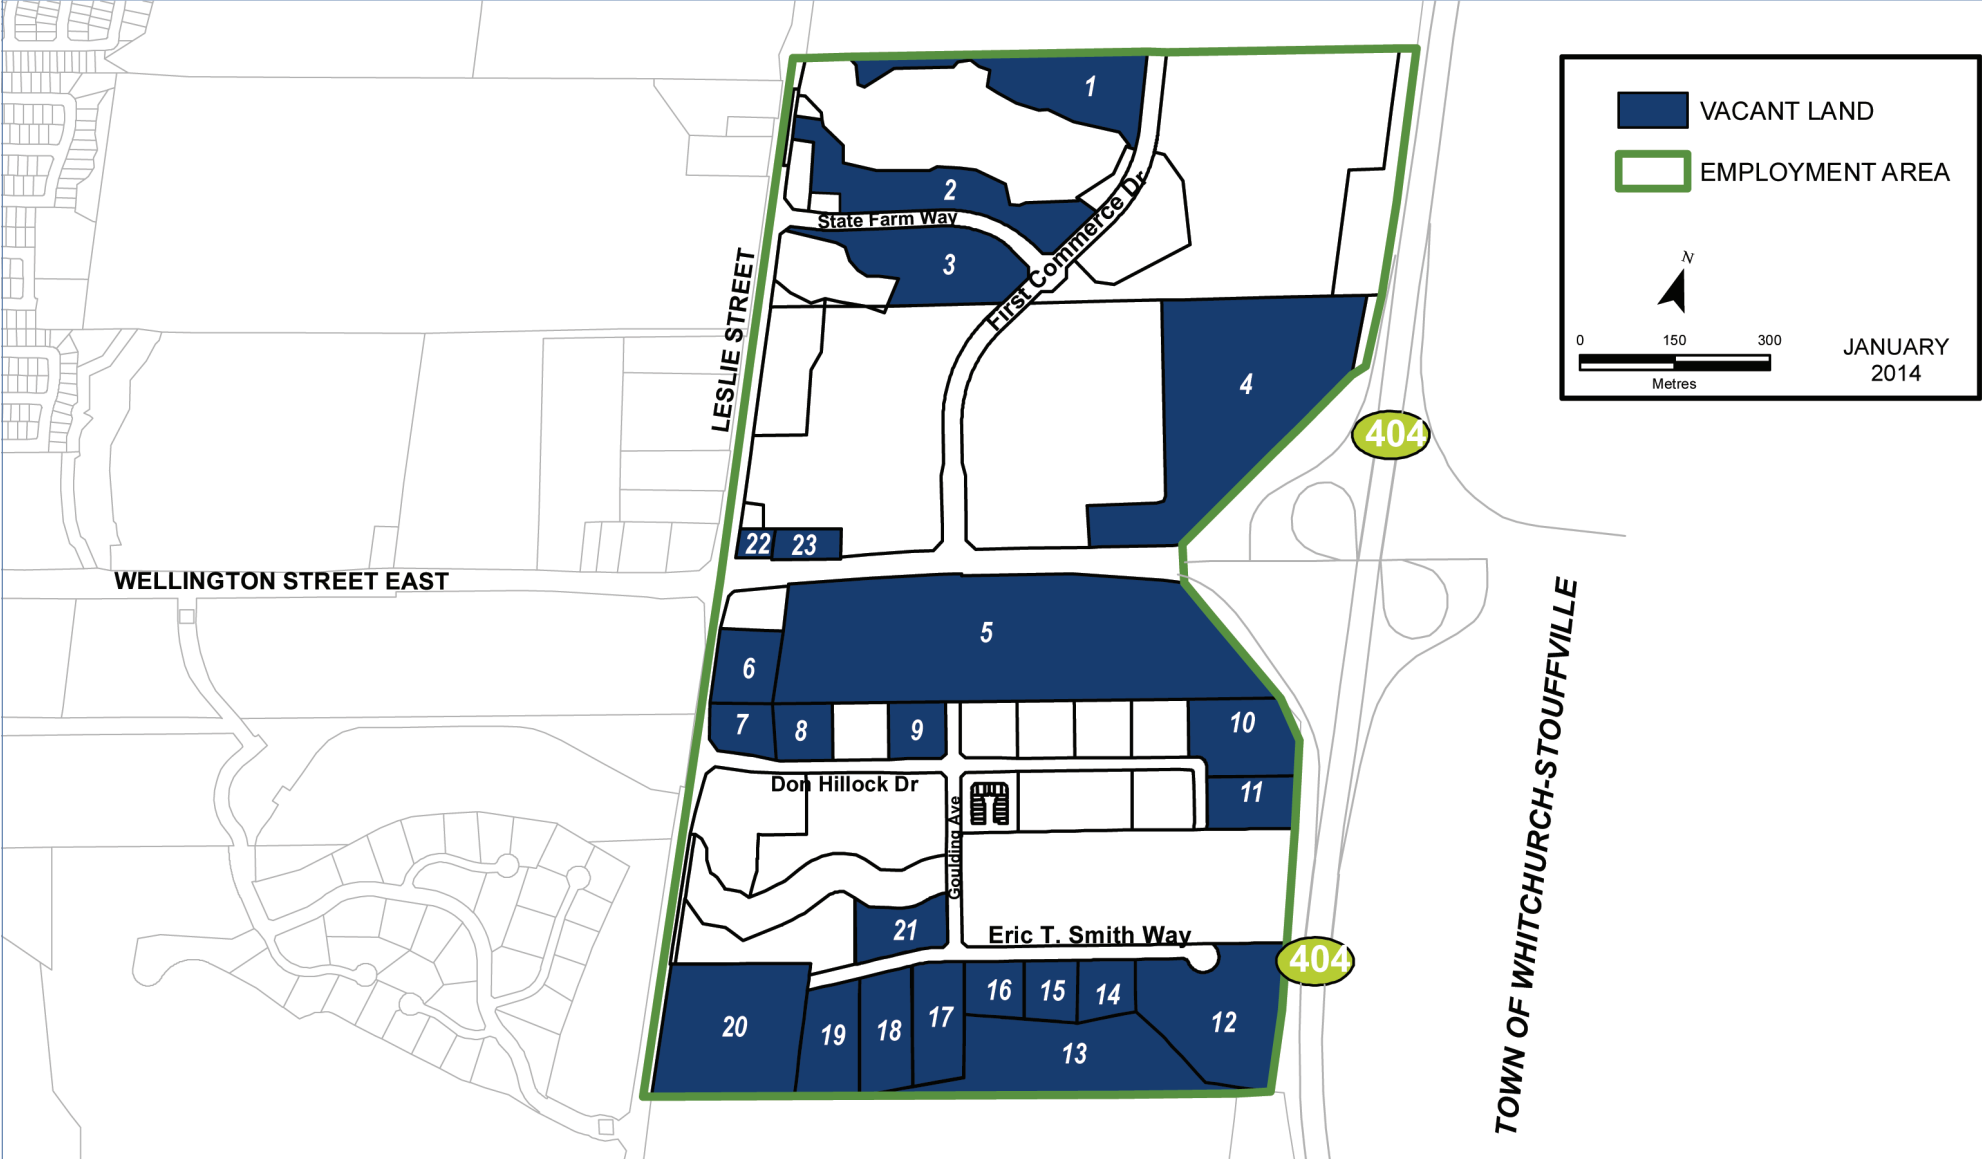 VACANT LAND
EMPLOYMENT AREA
N
0 150 300
Metres
JANUARY
2014
1
2
State Farm Way
3
First Commerce Dr
LESLIE STREET
4
404
22 23
WELLINGTON STREET EAST
5
6
7 8 9 10
Don Hillock Dr
11
Goulding Ave
21
Eric T. Smith Way
404
20 19 18 17 16 15 14 12
13
TOWN OF WHITCHURCH-STOUFFVILLE